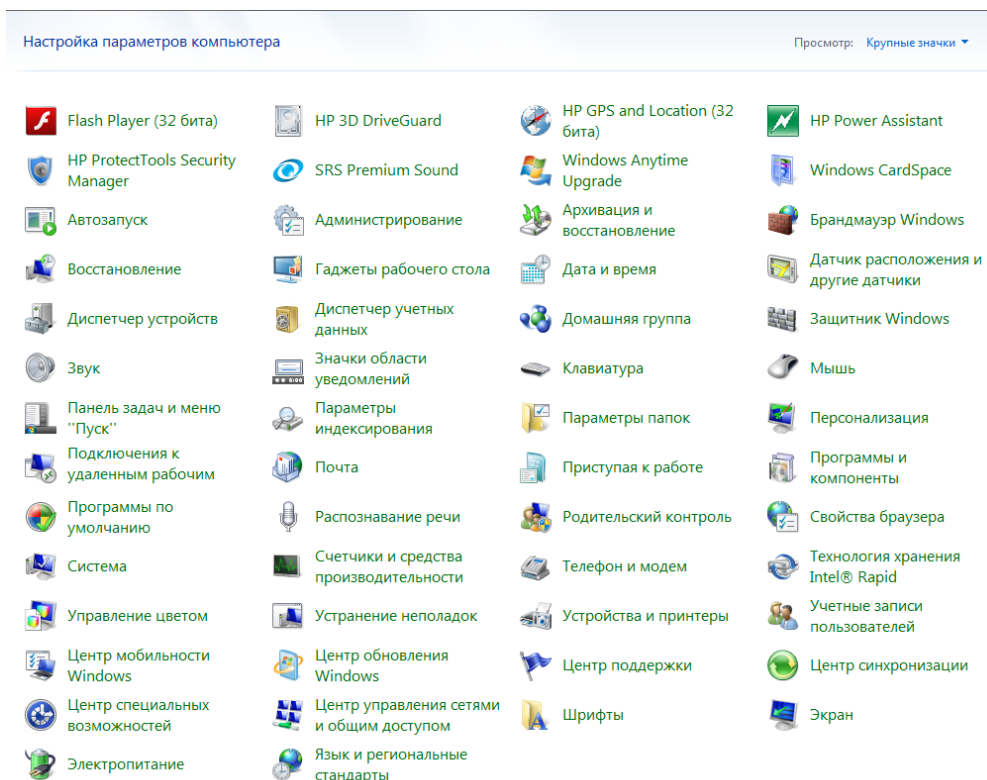 Настройка параметров компьютера
Просмотр: Крупные значки
Flash Player (32 бита)
HP 3D DriveGuard
HP GPS and Location (32
бита)
HP Power Assistant
HP ProtectTools Security
Manager
SRS Premium Sound
Windows Anytime
Upgrade
Windows CardSpace
Автозапуск
Администрирование
Архивация и
восстановление
Брандмауэр Windows
Восстановление
Гаджеты рабочего стола
Дата и время
Датчик расположения и
другие датчики
Диспетчер устройств
Диспетчер учетных
данных
Домашняя группа
Защитник Windows
Звук
Значки области
уведомлений
Клавиатура
Мышь
Панель задач и меню
''Пуск''
Параметры
индексирования
Параметры папок
Персонализация
Подключения к
удаленным рабочим
Почта
Приступая к работе
Программы и
компоненты
Программы по
умолчанию
Распознавание речи
Родительский контроль
Свойства браузера
Система
Счетчики и средства
производительности
Телефон и модем
Технология хранения
Intel® Rapid
Управление цветом
Устранение неполадок
Устройства и принтеры
Учетные записи
пользователей
Центр мобильности
Windows
Центр обновления
Windows
Центр поддержки
Центр синхронизации
Центр специальных
возможностей
Центр управления сетями
и общим доступом
Шрифты
Экран
Электропитание
Язык и региональные
стандарты